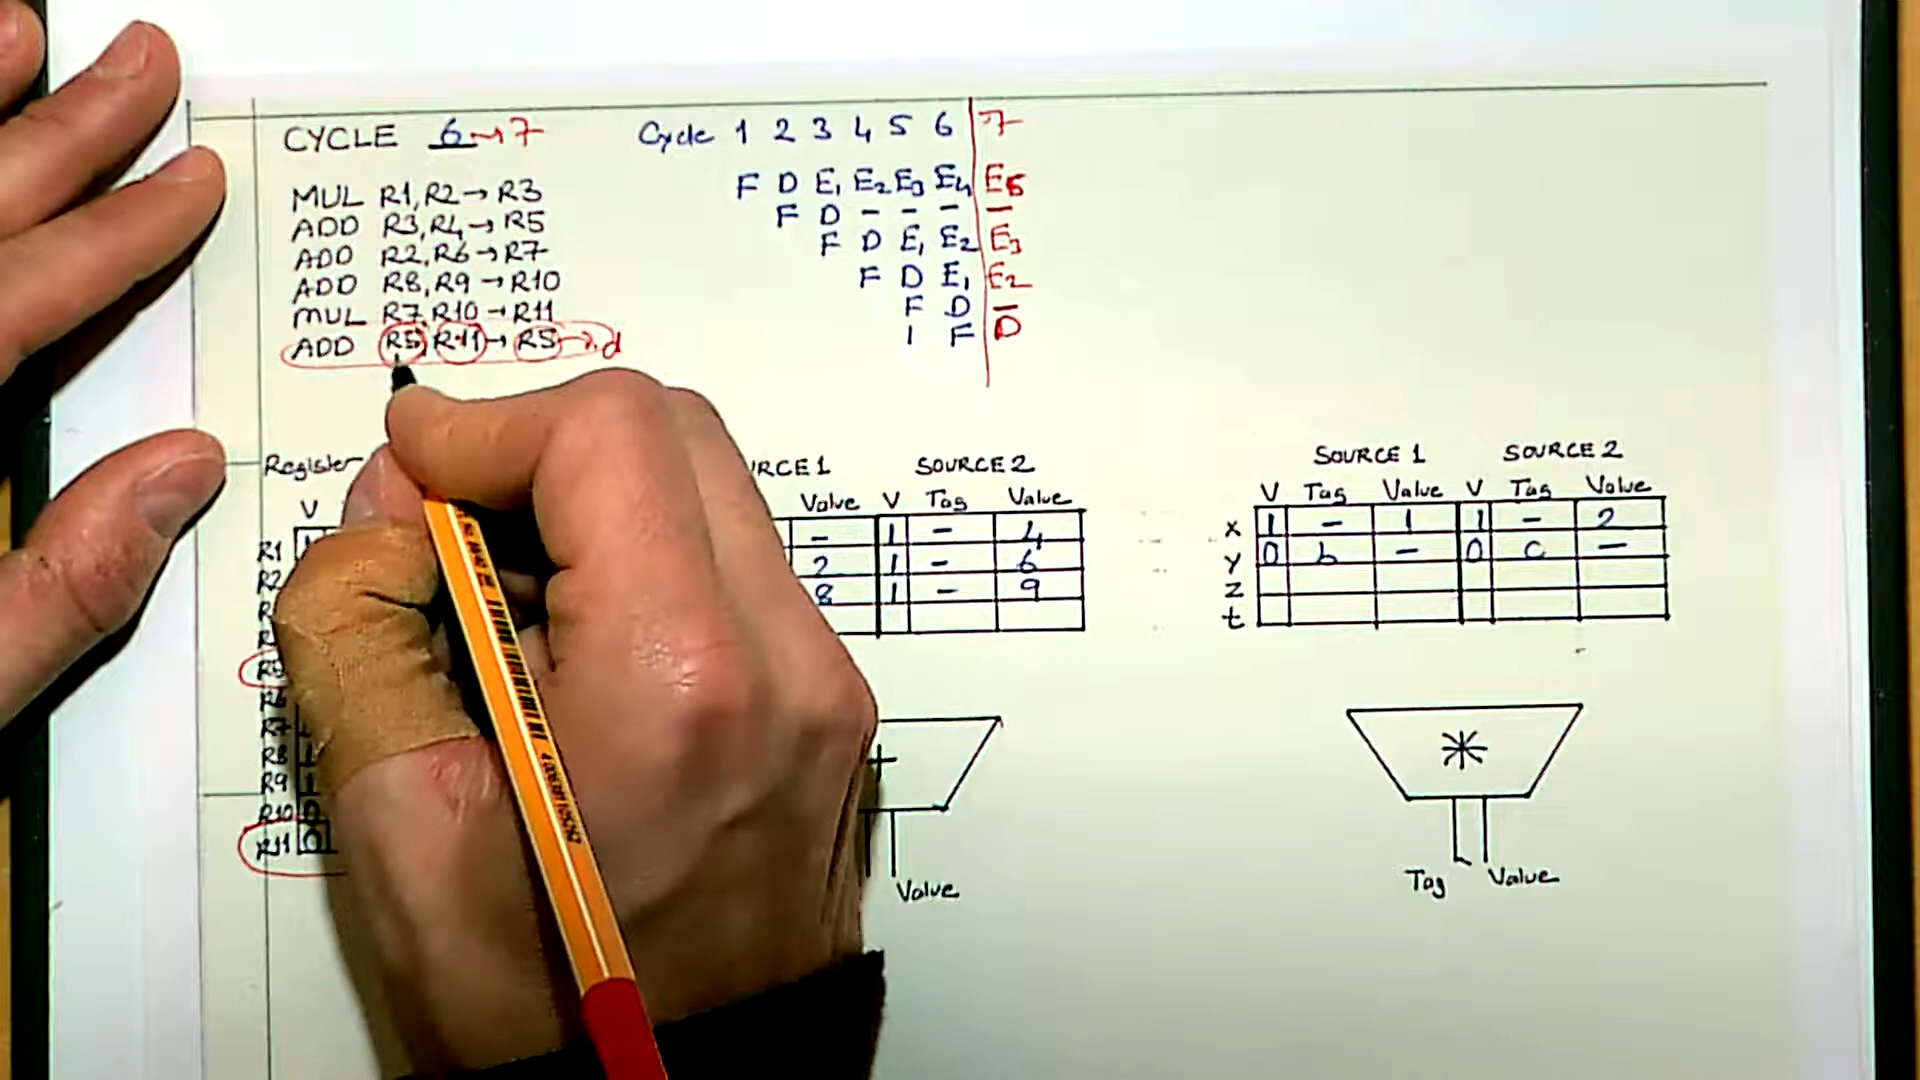 CYCLE 6→7
Cycle 1 2 3 4 5 6 7
MUL R1,R2→R3
F D E1 E2 E3 E4 E5
ADD R3,R4→R5
F D - - - -
ADD R2,R6→R7
F D E1 E2 E3
ADD R8,R9→R10
F D E1 E2
MUL R7,R10→R11
F D -
ADD R5,R11→R5→d
F D
Register
SOURCE 2
SOURCE 1 SOURCE 2
V
Value V Tag Value
V Tag Value V Tag Value
- 1 - 4
x 1 - 1 1 - 2
R1
2 1 - 6
y 0 b - 0 c -
R2
8 1 - 9
z
t
R6
R7
R8
R9
R10
R11 0
+
*
Value
Tag Value